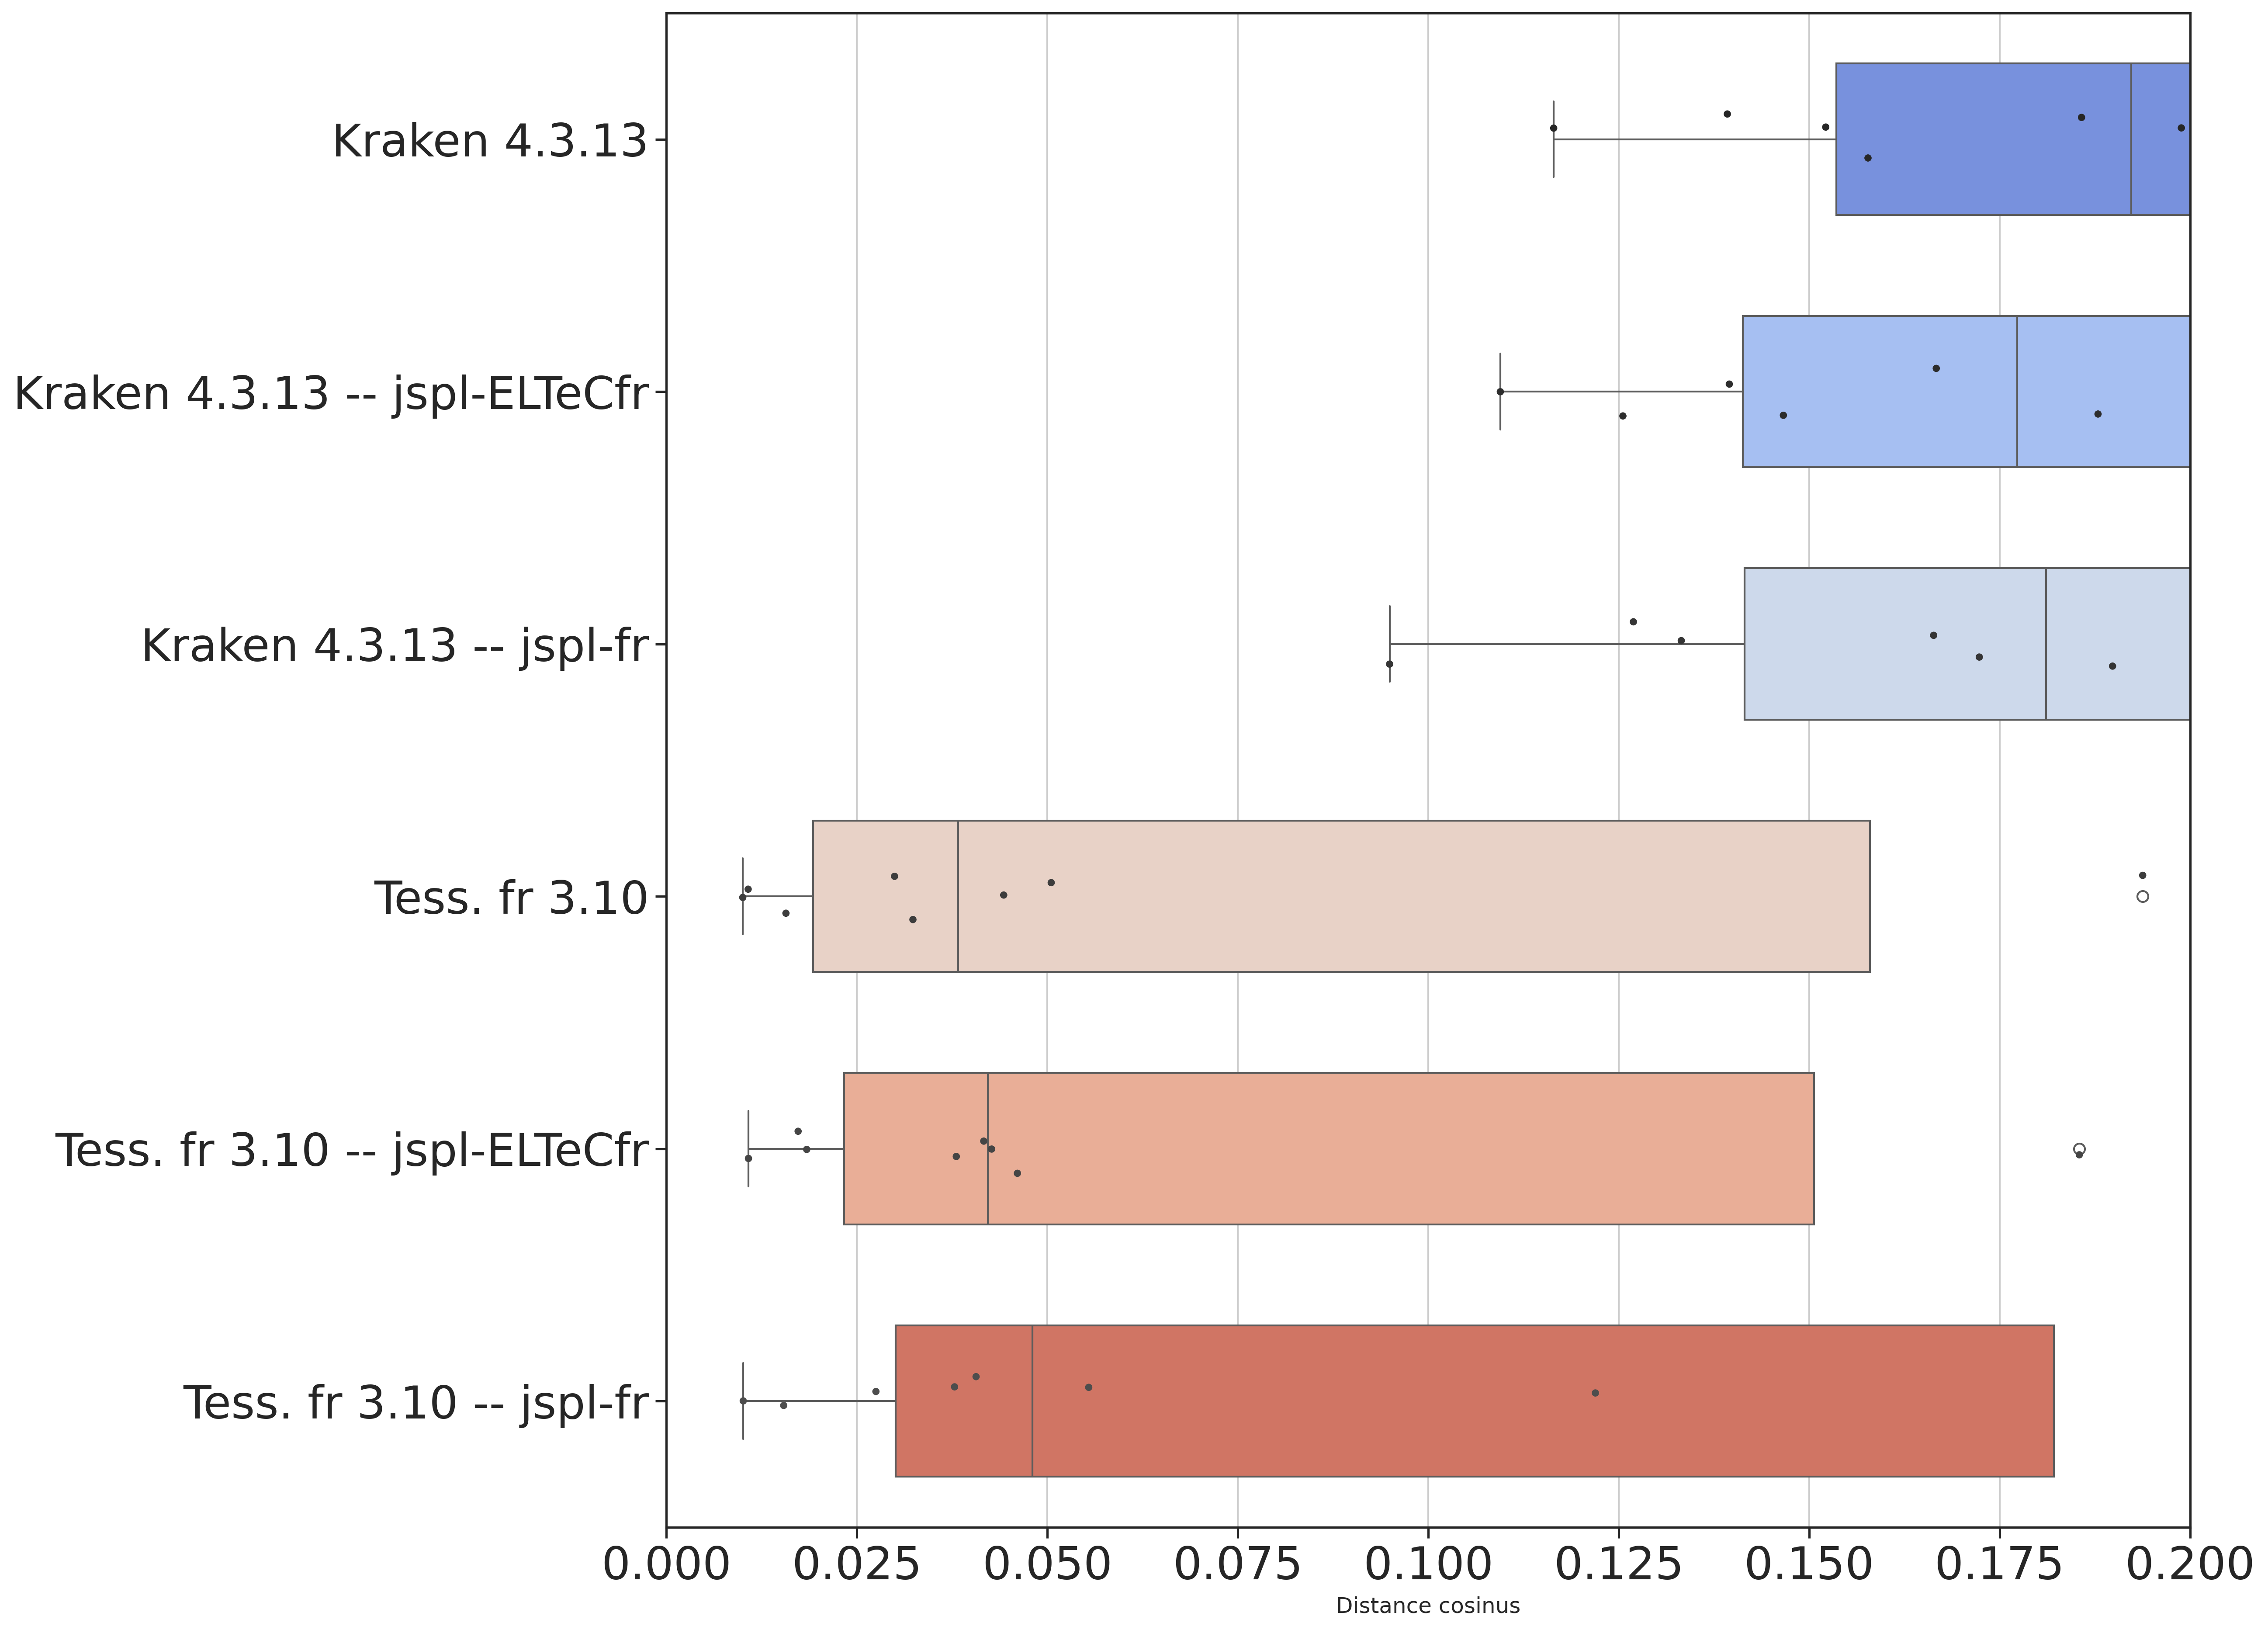 Kraken 4.3.13
Kraken 4.3.13 -- jspl-ELTeCfr
Kraken 4.3.13 -- jspl-fr
Tess. fr 3.10
Tess. fr 3.10 -- jspl-ELTeCfr
Tess. fr 3.10 -- jspl-fr
0.000 0.025 0.050 0.075 0.100 0.125 0.150 0.175 0.200
Distance cosinus